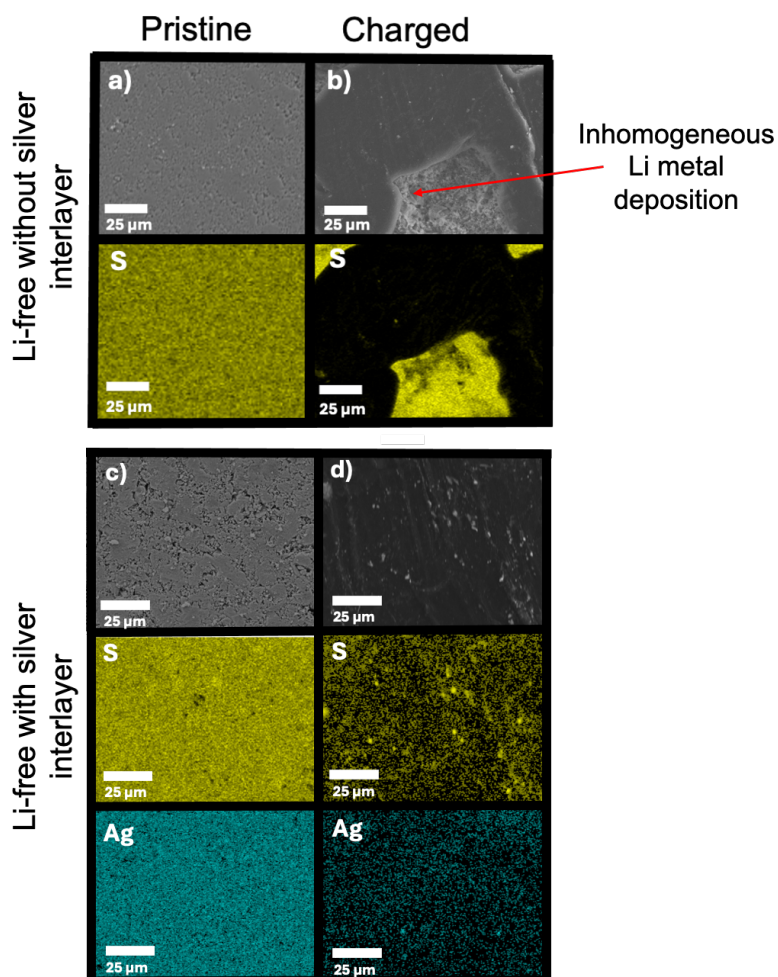 Pristine
Charged
Li-free without silver
interlayer
a)
25 µm
b)
25 µm
Inhomogeneous
Li metal
deposition
S
25 µm
S
25 µm
Li-free with silver
interlayer
c)
25 µm
d)
25 µm
S
25 µm
S
25 µm
Ag
25 µm
Ag
25 µm